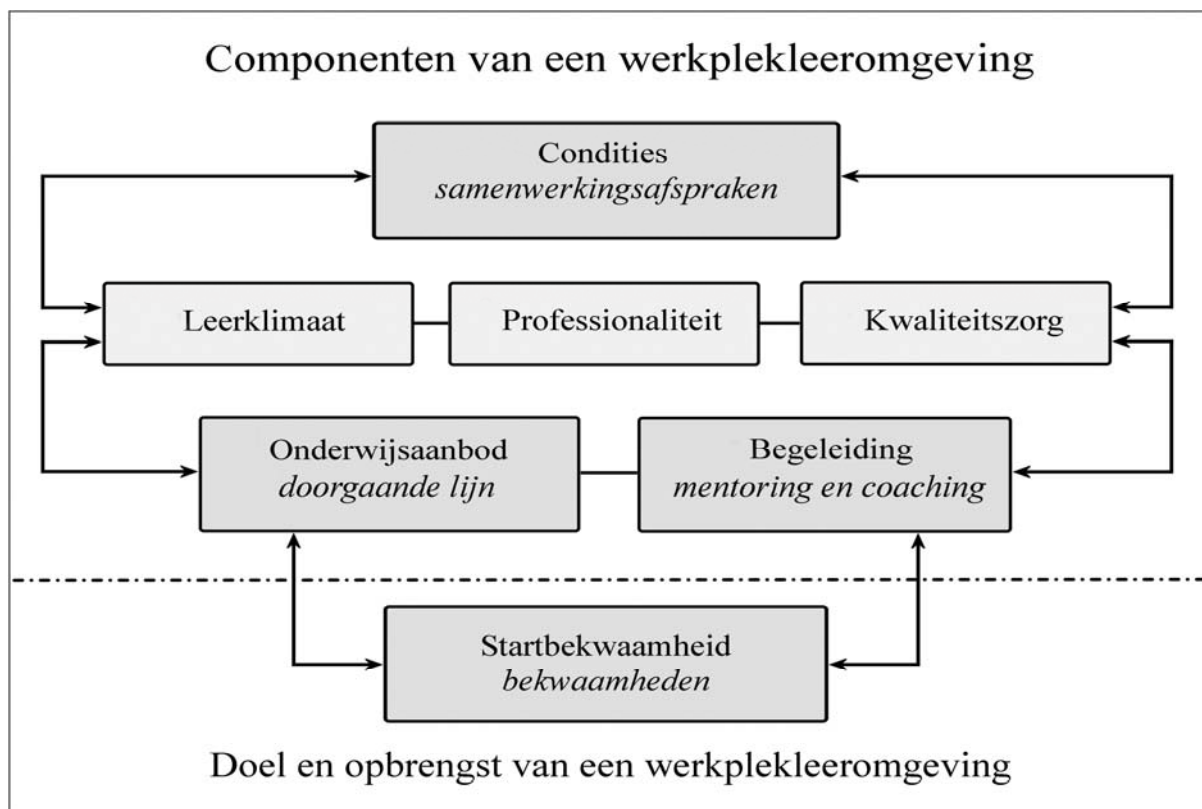 Componenten van een werkplekleeromgeving
Condities
samenwerkingsafspraken
Leerklimaat
Professionaliteit
Kwaliteitszorg
Onderwijsaanbod
doorgaande lijn
Begeleiding
mentoring en coaching
Startbekwaamheid
bekwaamheden
Doel en opbrengst van een werkplekleeromgeving